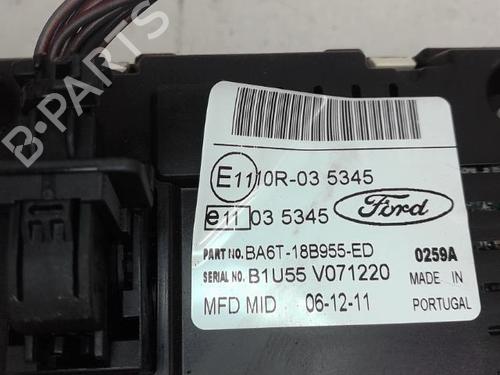 B-PARTS
E11 10R-03 5345
e11 03 5345
Ford
PART NO. BA6T-18B955-ED 0259A
SERIAL NO. B1U55 V071220 MADE IN
MFD MID 06-12-11 PORTUGAL